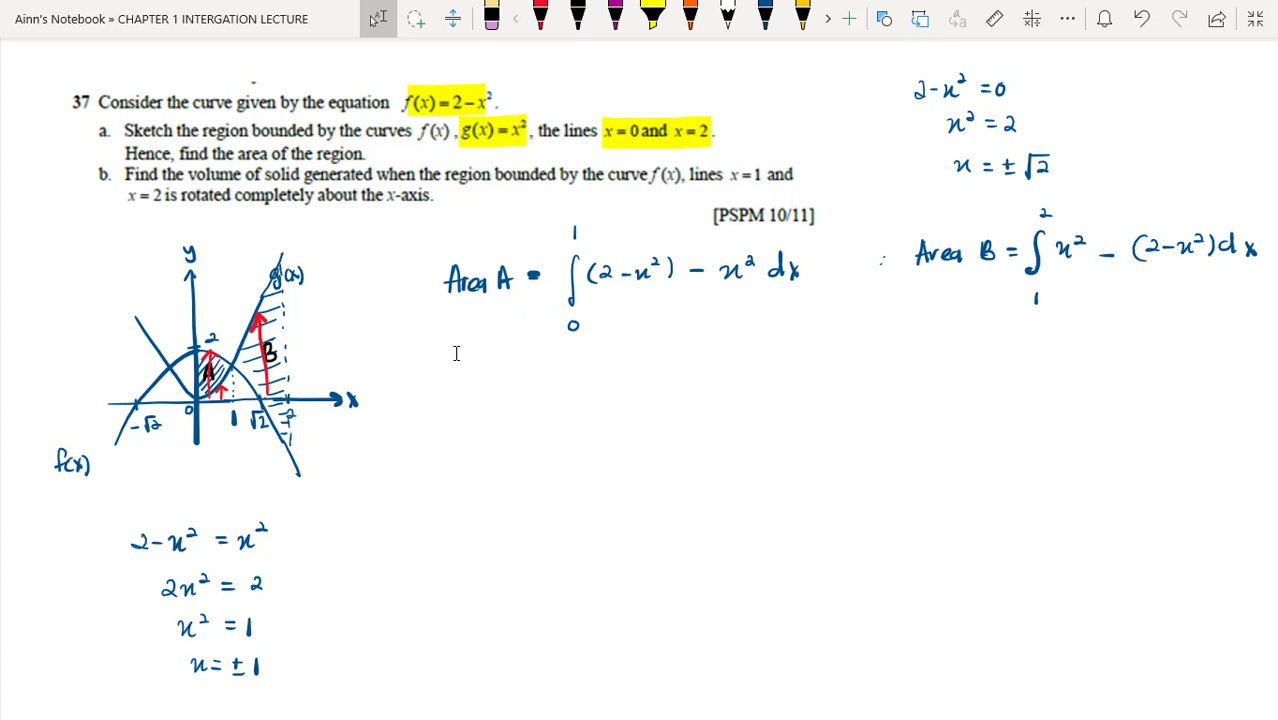 Ainn's Notebook » CHAPTER 1 INTERGATION LECTURE
37 Consider the curve given by the equation f(x) = 2 – x².
a. Sketch the region bounded by the curves f(x), g(x) = x², the lines x = 0 and x = 2.
Hence, find the area of the region.
b. Find the volume of solid generated when the region bounded by the curve f(x), lines x = 1 and
x = 2 is rotated completely about the x-axis.
[PSPM 10/11]
2-x² = 0
x² = 2
x = ± √2
Area A = ∫₀¹ (2-x²) - x² dx
∴ Area B = ∫₁² x² - (2-x²) dx
y
g(x)
2
B
A
0
x
-√2
1
√2
2
f(x)
2-x² = x²
2x² = 2
x² = 1
x = ± 1